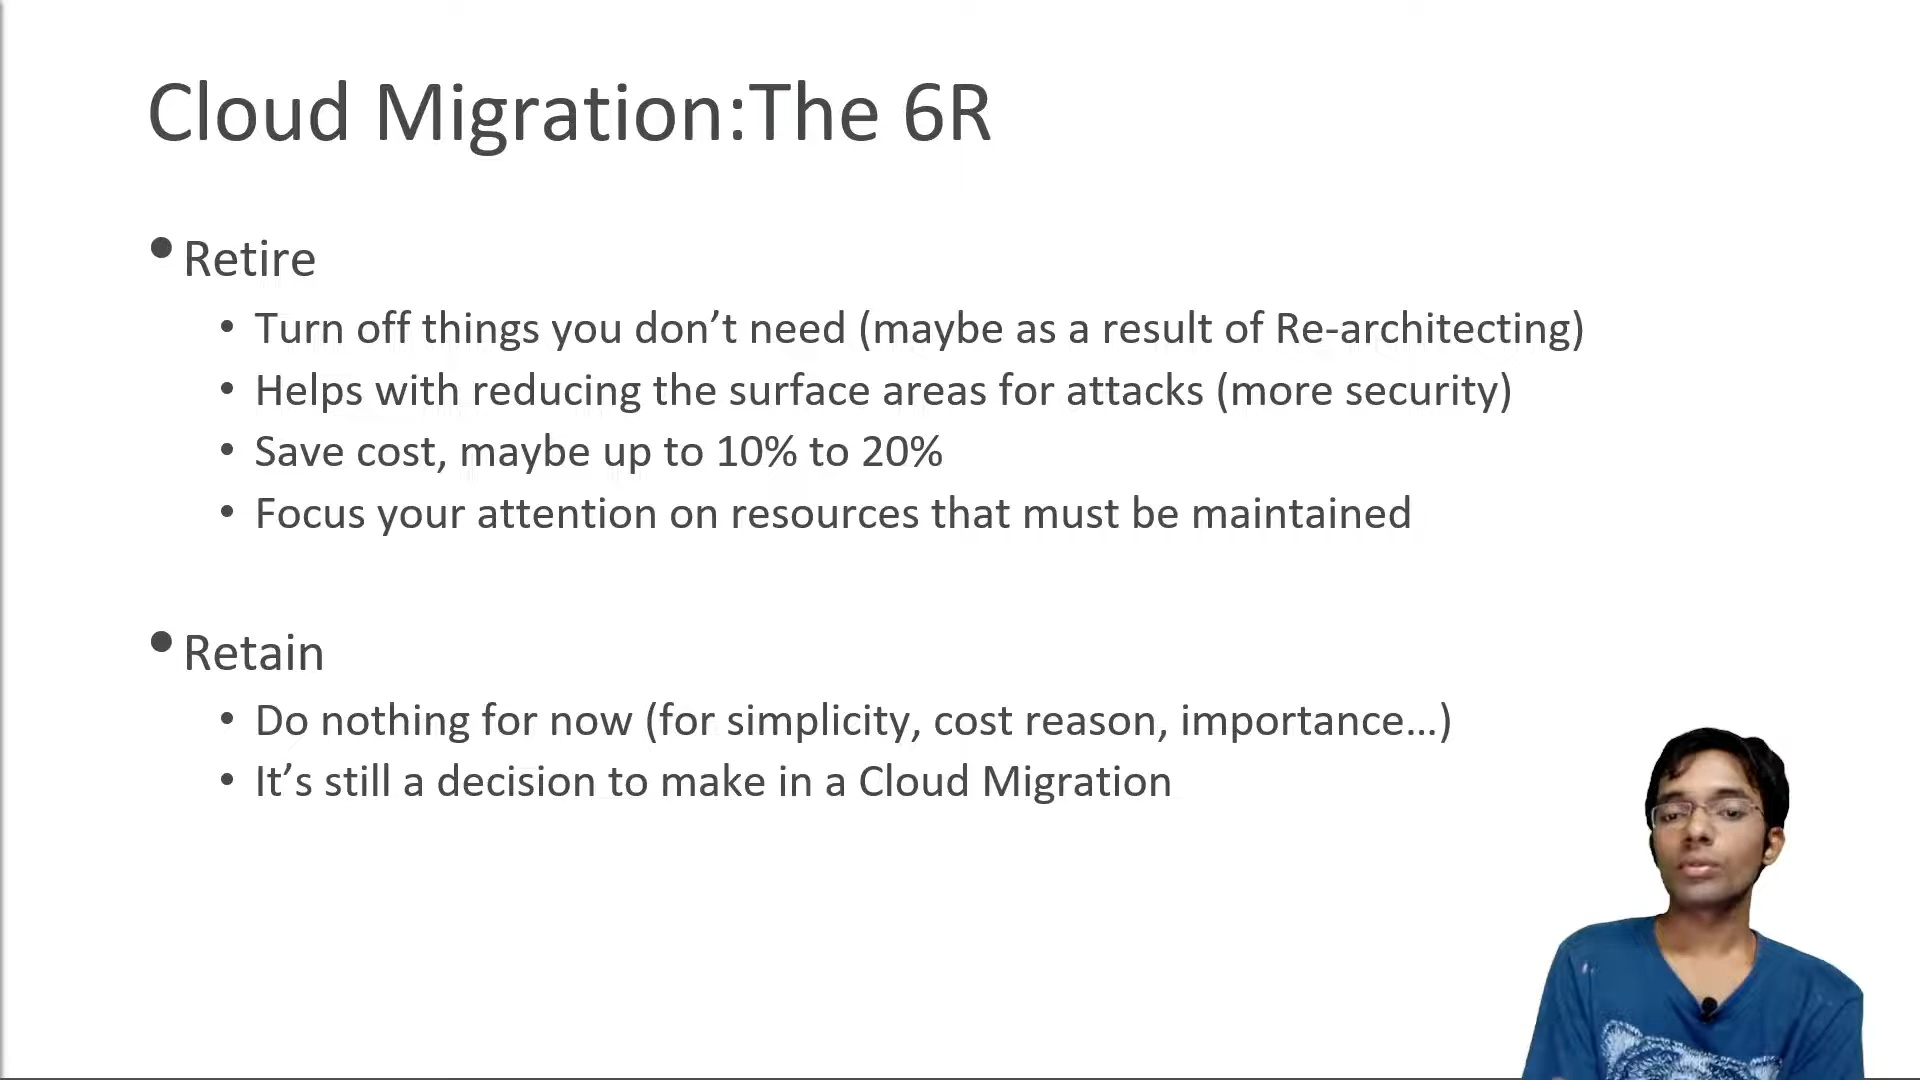 Cloud Migration:The 6R
• Retire
• Turn off things you don’t need (maybe as a result of Re-architecting)
• Helps with reducing the surface areas for attacks (more security)
• Save cost, maybe up to 10% to 20%
• Focus your attention on resources that must be maintained
• Retain
• Do nothing for now (for simplicity, cost reason, importance…)
• It’s still a decision to make in a Cloud Migration